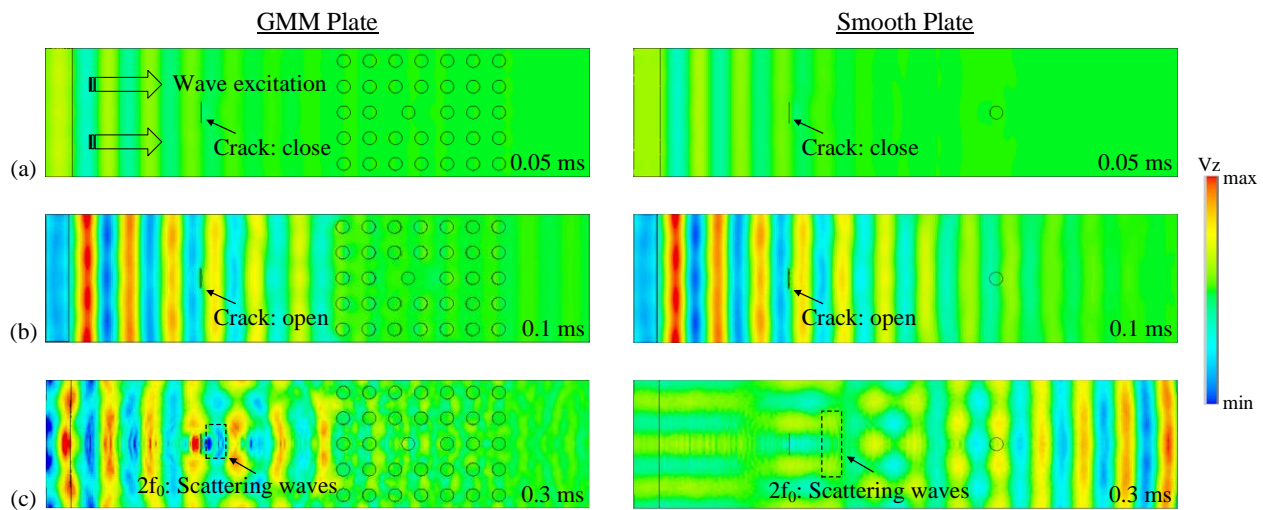 GMM Plate
Smooth Plate
Wave excitation
Crack: close
0.05 ms
(a)
Crack: close
0.05 ms
Vz
max
min
Crack: open
0.1 ms
(b)
Crack: open
0.1 ms
2f₀: Scattering waves
0.3 ms
(c)
2f₀: Scattering waves
0.3 ms